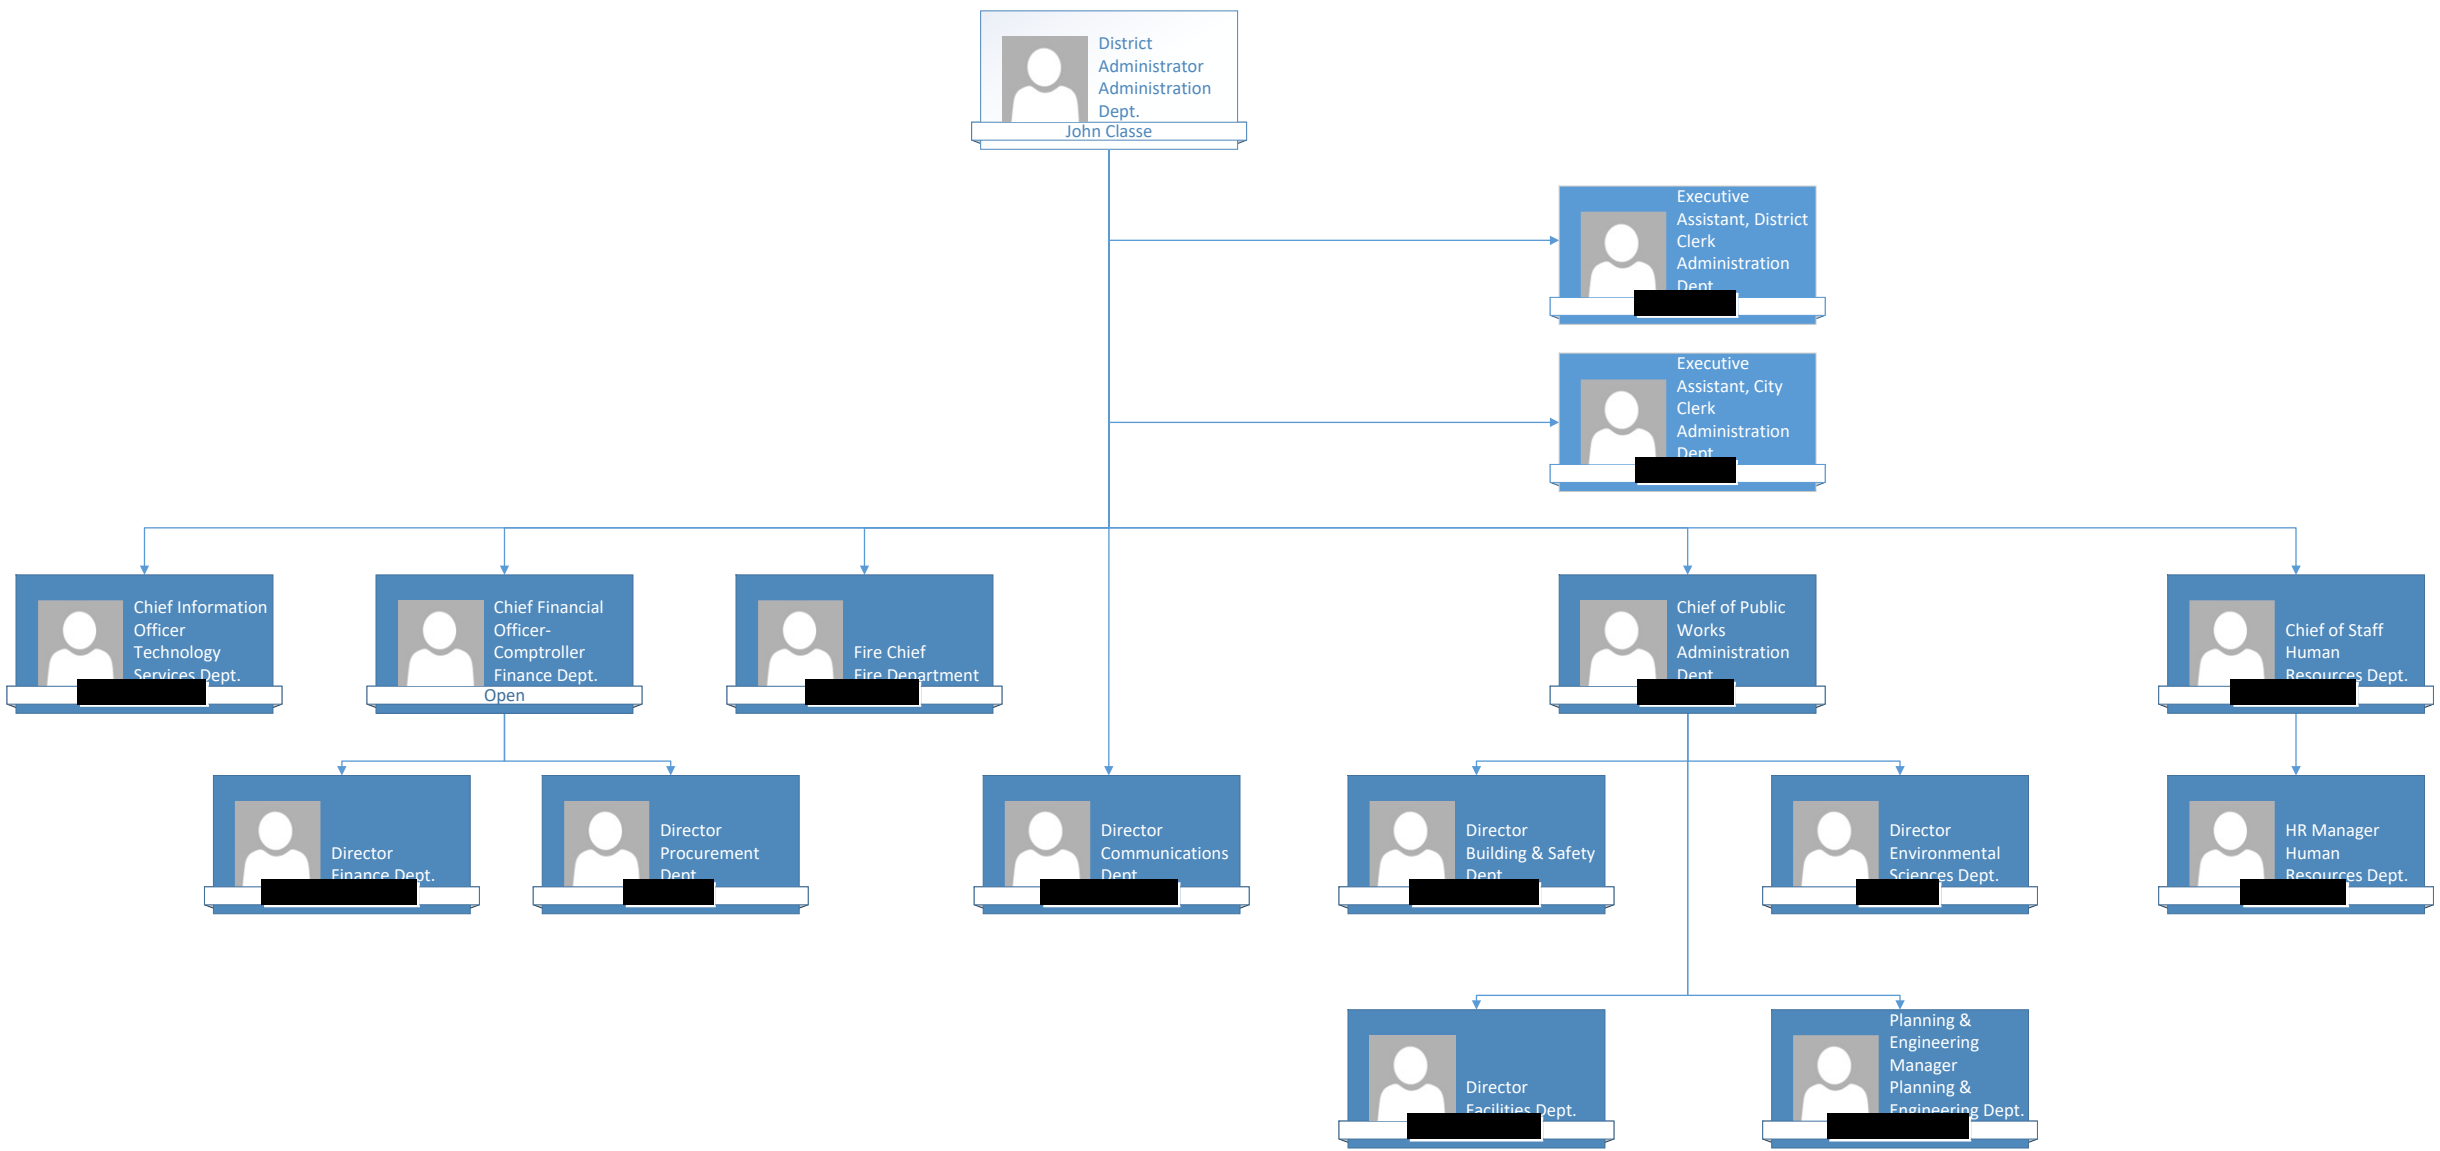 District
Administrator
Administration
Dept.
John Classe
Executive
Assistant, District
Clerk
Administration
Dept.
Executive
Assistant, City
Clerk
Administration
Dept.
Chief Information
Officer
Technology
Services Dept.
Chief Financial
Officer-
Comptroller
Finance Dept.
Open
Fire Chief
Fire Department
Chief of Public
Works
Administration
Dept.
Chief of Staff
Human
Resources Dept.
Director
Finance Dept.
Director
Procurement
Dept.
Director
Communications
Dept.
Director
Building & Safety
Dept.
Director
Environmental
Sciences Dept.
HR Manager
Human
Resources Dept.
Director
Facilities Dept.
Planning &
Engineering
Manager
Planning &
Engineering Dept.